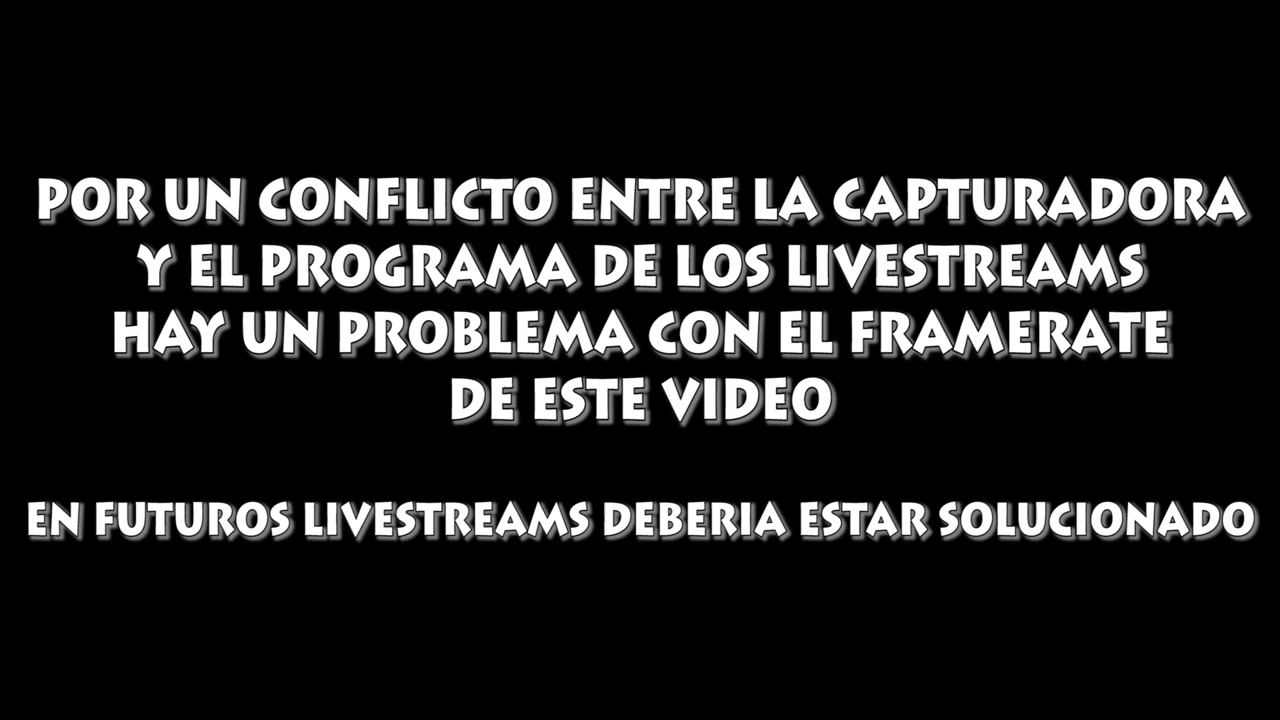 POR UN CONFLICTO ENTRE LA CAPTURADORA
Y EL PROGRAMA DE LOS LIVESTREAMS
HAY UN PROBLEMA CON EL FRAMERATE
DE ESTE VIDEO
EN FUTUROS LIVESTREAMS DEBERIA ESTAR SOLUCIONADO